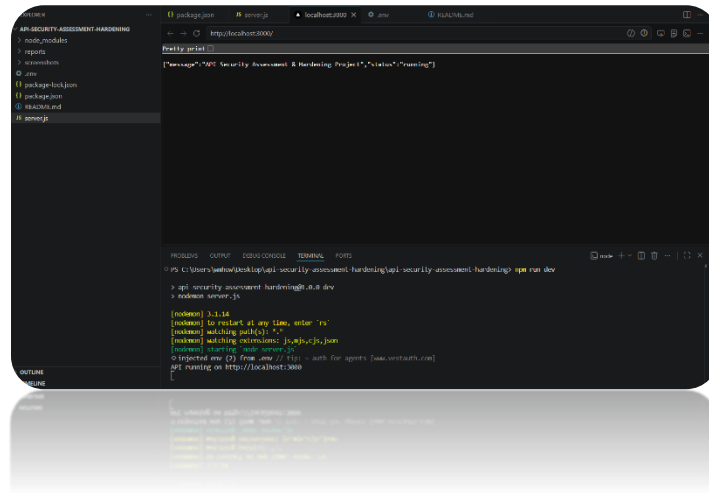 EXPLORER
API-SECURITY-ASSESSMENT-HARDENING
node_modules
reports
screenshots
.env
package-lock.json
package.json
README.md
JS server.js
OUTLINE
TIMELINE
{} package.json JS server.js localhost:3000 .env README.md
http://localhost:3000/
Pretty print
{"message":"API Security Assessment & Hardening Project","status":"running"}
PROBLEMS OUTPUT DEBUG CONSOLE TERMINAL PORTS
node
PS C:\Users\wmhow\Desktop\api-security-assessment-hardening\api-security-assessment-hardening> npm run dev
> api-security-assessment-hardening@1.0.0 dev
> nodemon server.js
[nodemon] 3.1.14
[nodemon] to restart at any time, enter `rs`
[nodemon] watching path(s): *.*
[nodemon] watching extensions: js,mjs,cjs,json
[nodemon] starting `node server.js`
injected env (2) from .env // tip: auth for agents [www.vestauth.com]
API running on http://localhost:3000